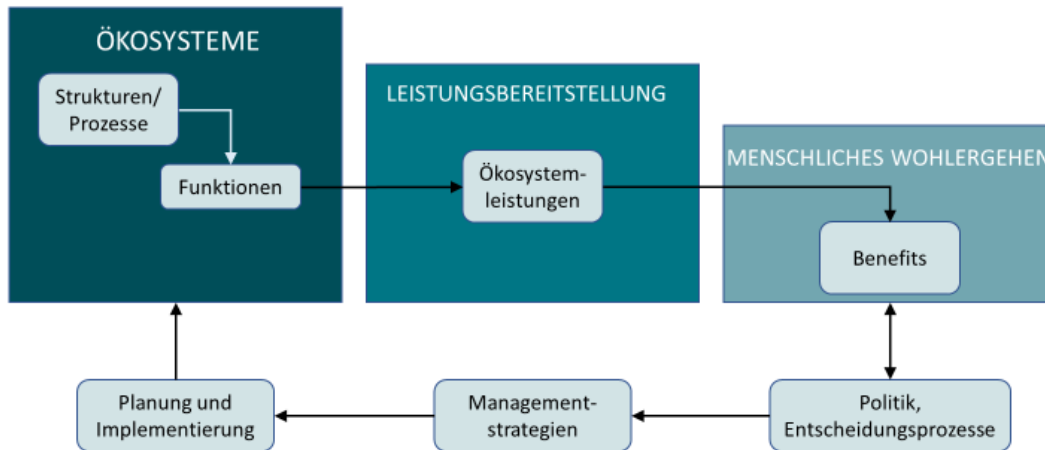 ÖKOSYSTEME
Strukturen/
Prozesse
Funktionen
LEISTUNGSBEREITSTELLUNG
Ökosystem-
leistungen
MENSCHLICHES WOHLERGEHEN
Benefits
Planung und
Implementierung
Management-
strategien
Politik,
Entscheidungsprozesse